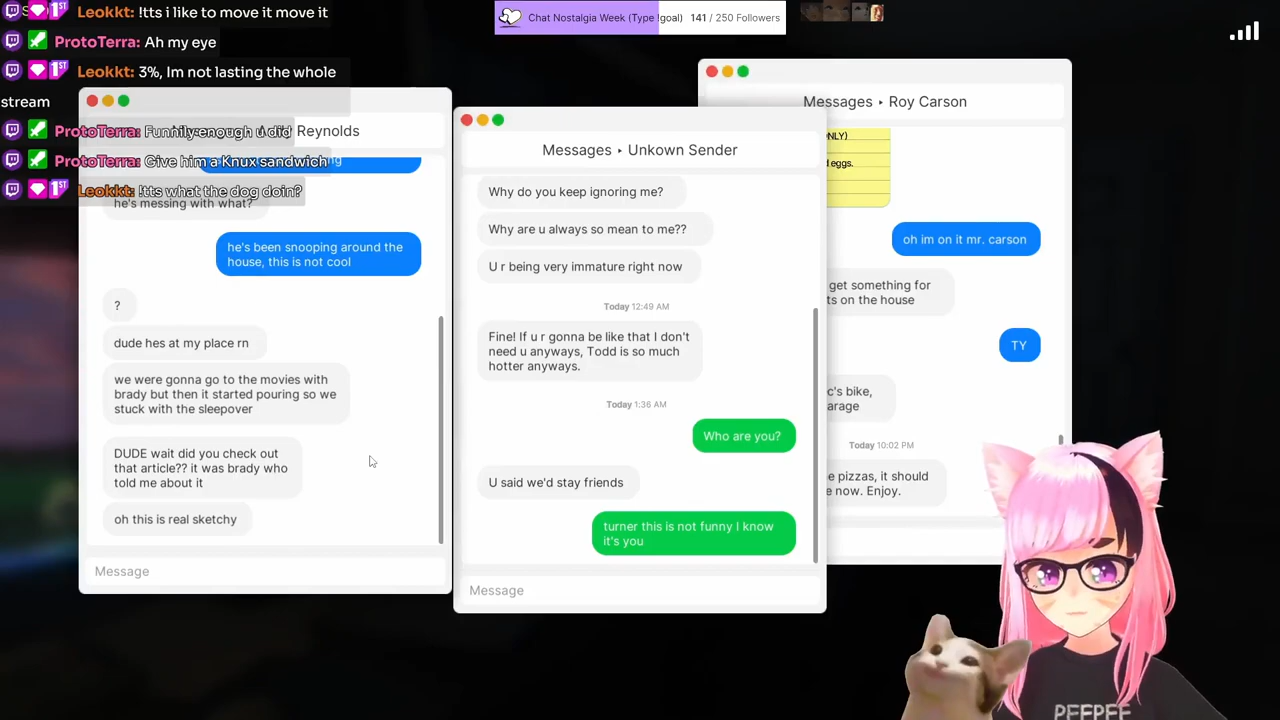 !tts i like to move it move it
ProtoTerra: Ah my eye
Leokkt: 3%, Im not lasting the whole
stream
ProtoTerra: Funnily enough u did
ProtoTerra: Give him a Knux sandwich
Leokkt: !tts what the dog doin?
Chat Nostalgia Week (Type !goal) 141 / 250 Followers
Reynolds
he's messing with what?
he's been snooping around the
house, this is not cool
?
dude hes at my place rn
we were gonna go to the movies with
brady but then it started pouring so we
stuck with the sleepover
DUDE wait did you check out
that article?? it was brady who
told me about it
oh this is real sketchy
Message
Messages ▸ Unkown Sender
Why do you keep ignoring me?
Why are u always so mean to me??
U r being very immature right now
Today 12:49 AM
Fine! If u r gonna be like that I don't
need u anyways, Todd is so much
hotter anyways.
Today 1:36 AM
Who are you?
U said we'd stay friends
turner this is not funny I know
it's you
Message
Messages ▸ Roy Carson
ONLY)
eggs.
oh im on it mr. carson
get something for
ts on the house
TY
c's bike,
arage
Today 10:02 PM
e pizzas, it should
e now. Enjoy.
PEEPEE